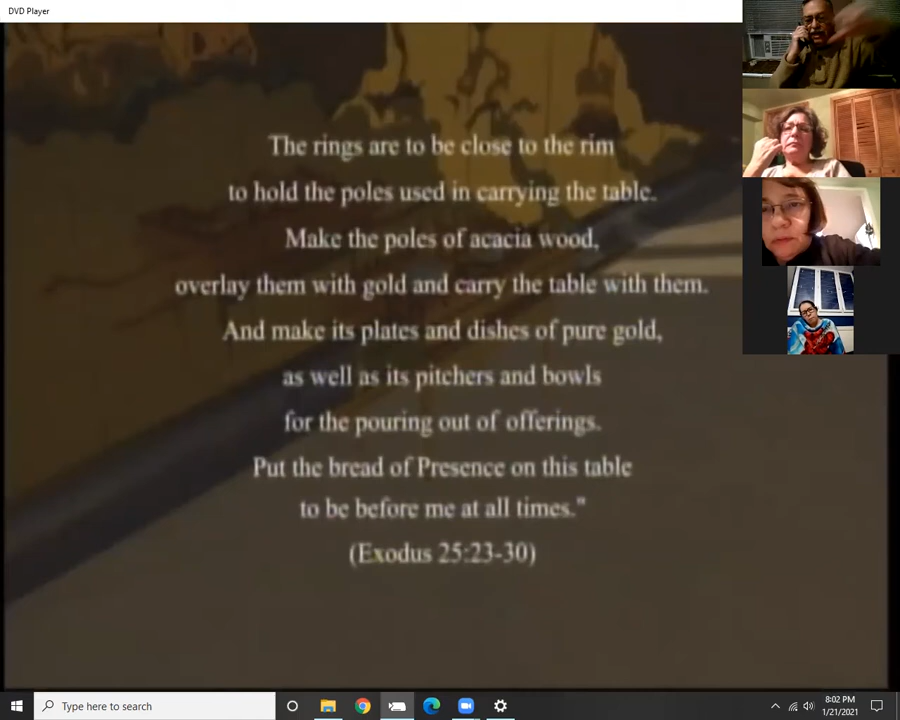 DVD Player
The rings are to be close to the rim
to hold the poles used in carrying the table.
Make the poles of acacia wood,
overlay them with gold and carry the table with them.
And make its plates and dishes of pure gold,
as well as its pitchers and bowls
for the pouring out of offerings.
Put the bread of Presence on this table
to be before me at all times."
(Exodus 25:23-30)
Type here to search
8:02 PM
1/21/2021